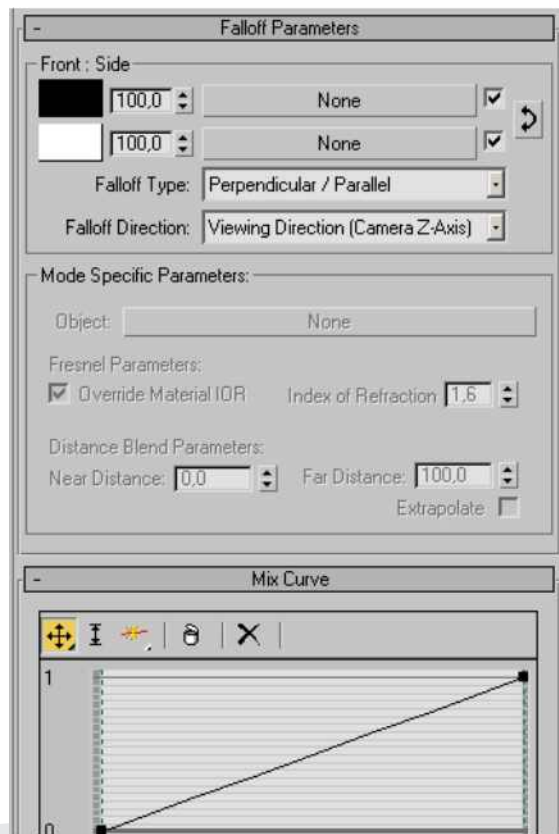 - Falloff Parameters
Front : Side
100,0 None
100,0 None
Falloff Type: Perpendicular / Parallel
Falloff Direction: Viewing Direction (Camera Z-Axis)
Mode Specific Parameters:
Object: None
Fresnel Parameters:
Override Material IOR Index of Refraction 1,6
Distance Blend Parameters:
Near Distance: 0,0 Far Distance: 100,0
Extrapolate
- Mix Curve
1
0